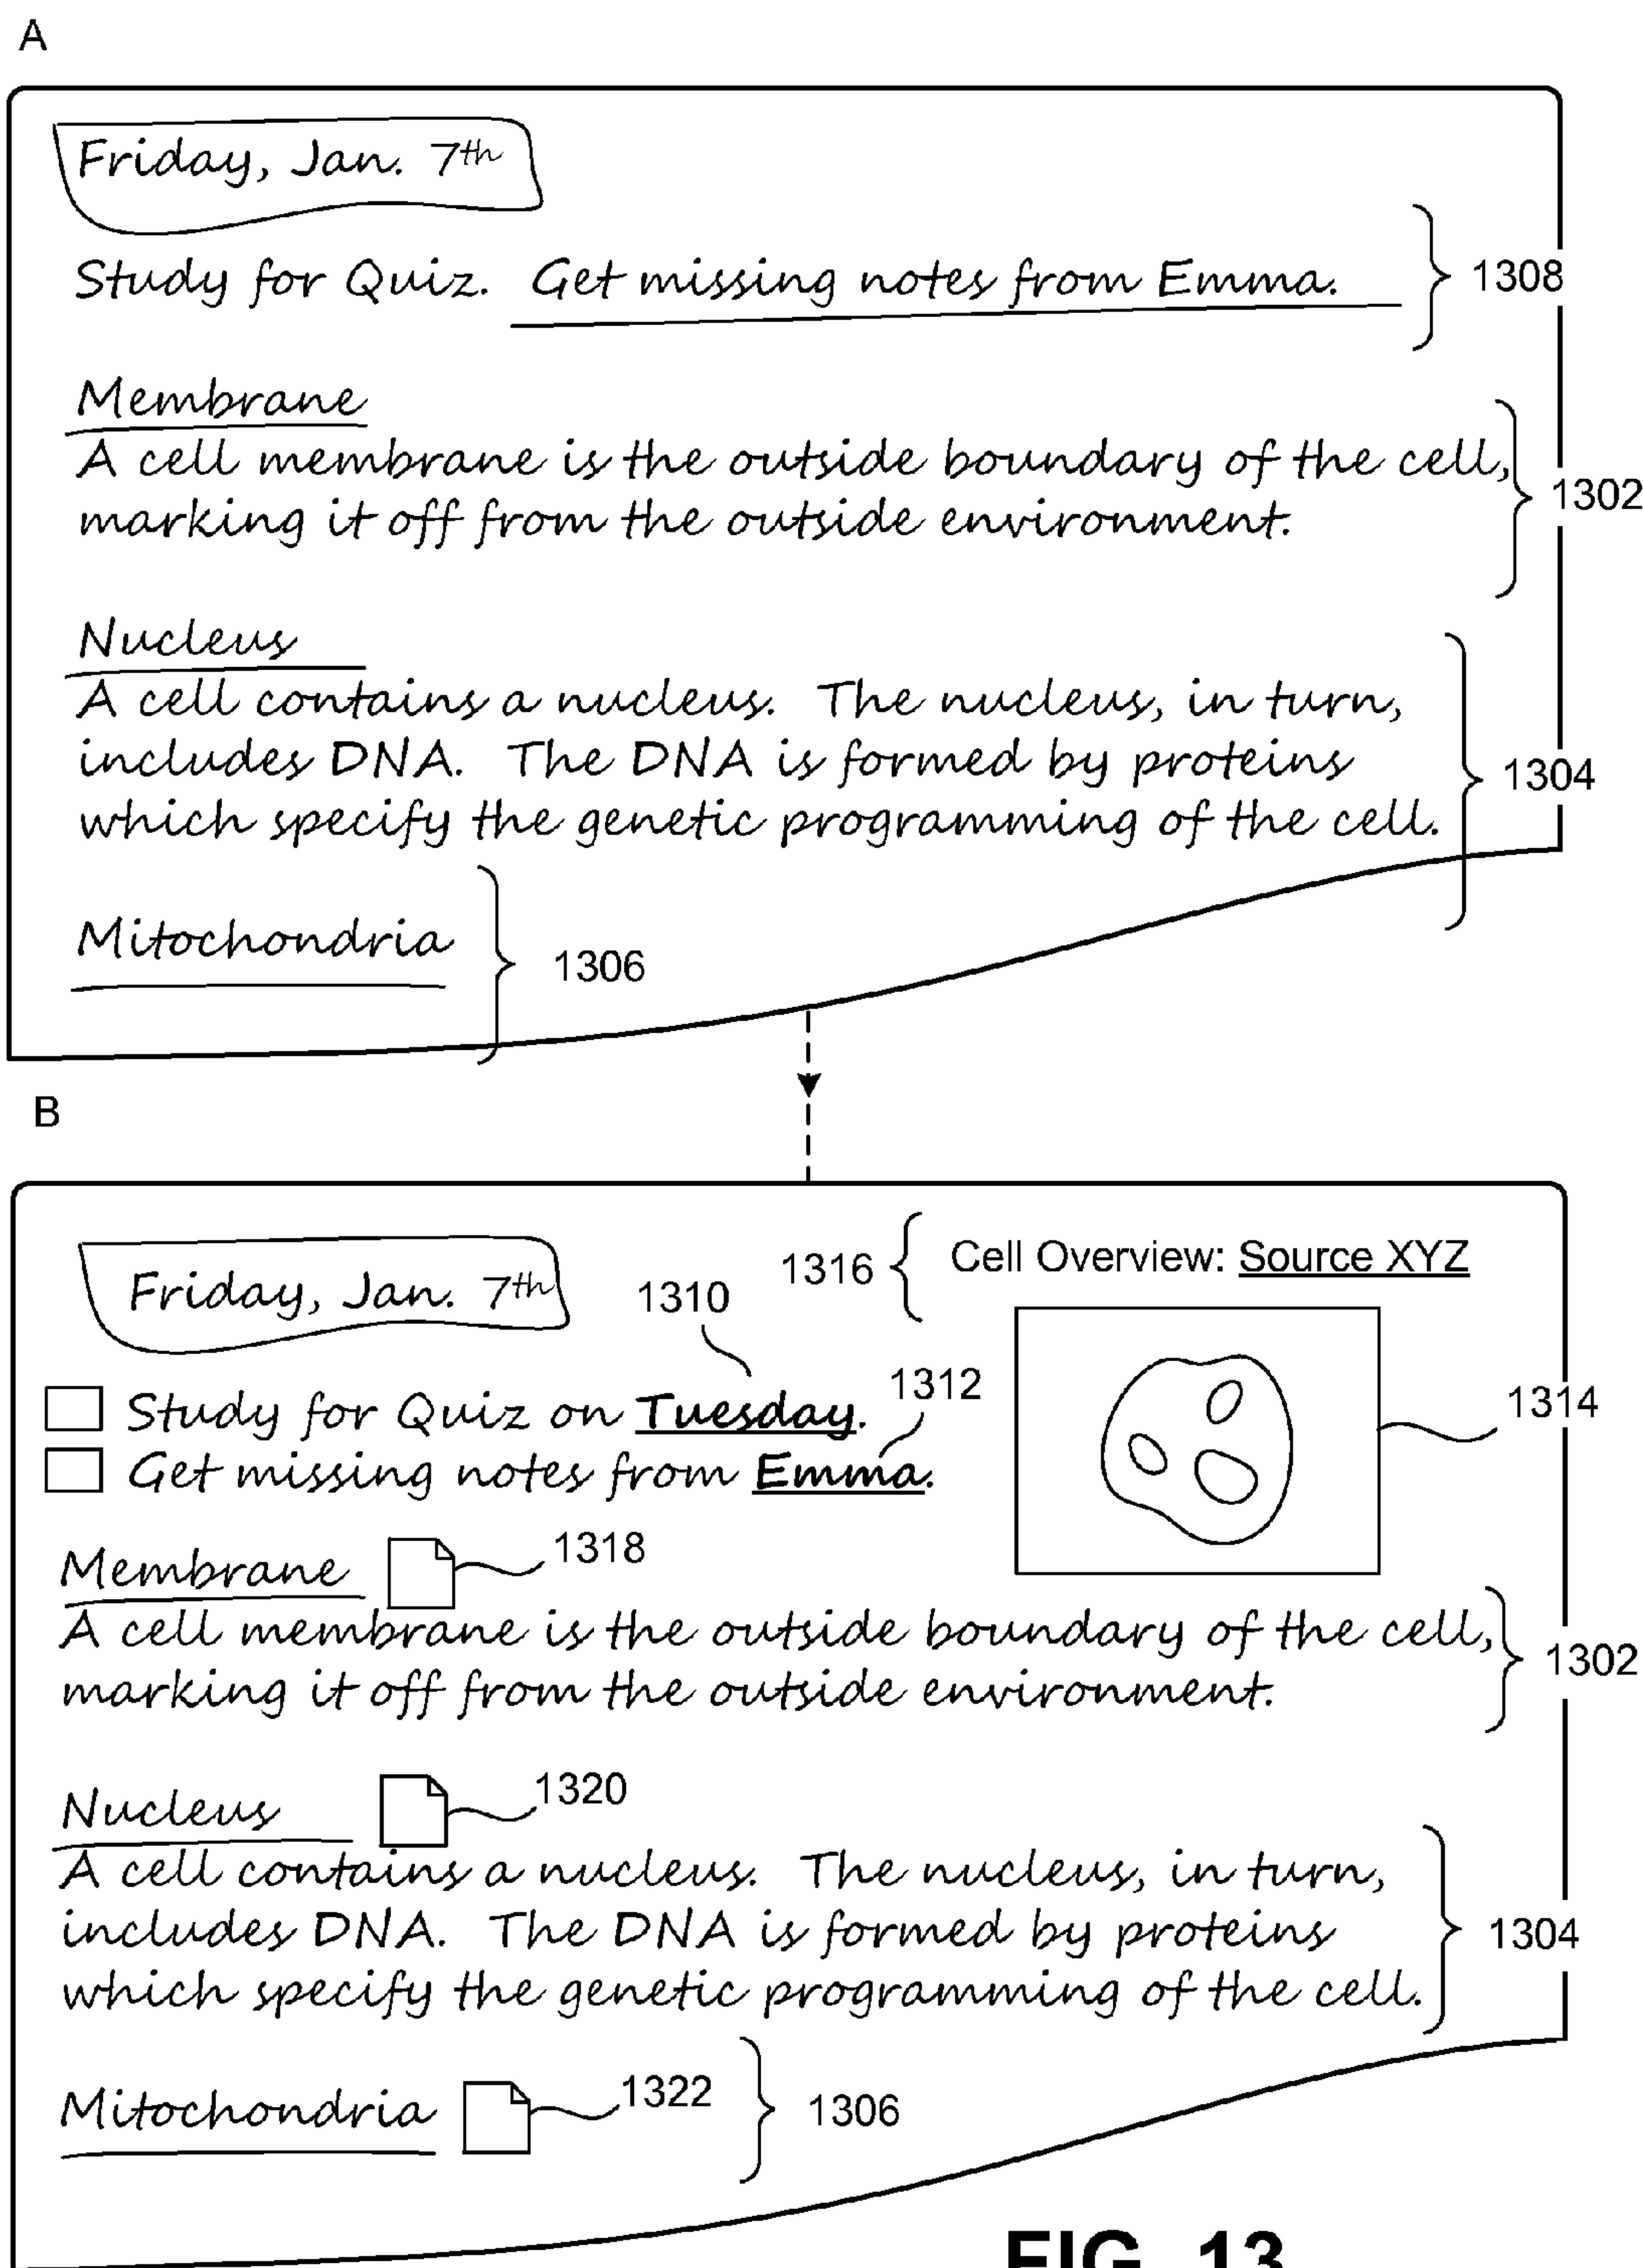 A
Friday, Jan. 7th
Study for Quiz. Get missing notes from Emma.
1308
Membrane
A cell membrane is the outside boundary of the cell,
marking it off from the outside environment.
1302
Nucleus
A cell contains a nucleus. The nucleus, in turn,
includes DNA. The DNA is formed by proteins
which specify the genetic programming of the cell.
1304
Mitochondria
1306
B
Friday, Jan. 7th
1316
Cell Overview: Source XYZ
1310
1312
1314
Study for Quiz on Tuesday.
Get missing notes from Emma.
Membrane
1318
A cell membrane is the outside boundary of the cell,
marking it off from the outside environment.
1302
Nucleus
1320
A cell contains a nucleus. The nucleus, in turn,
includes DNA. The DNA is formed by proteins
which specify the genetic programming of the cell.
1304
Mitochondria
1322
1306
FIG. 13